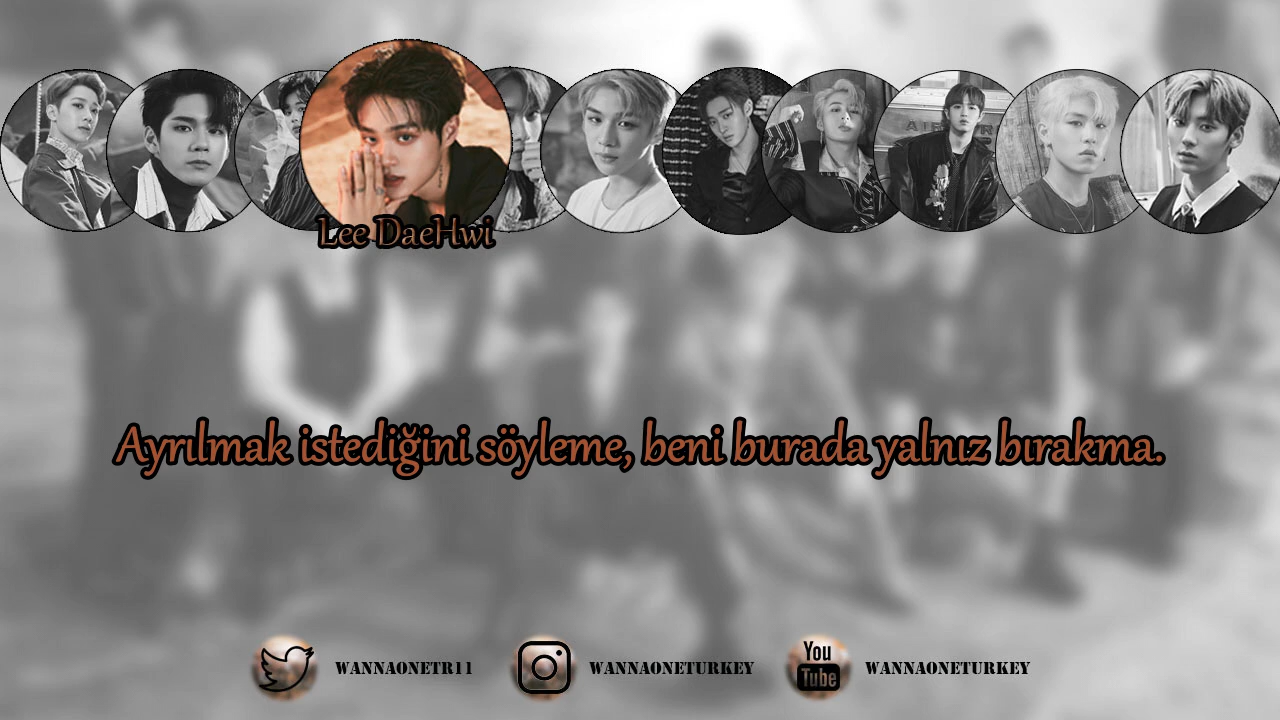 Lee DaeHwi
Ayrılmak istediğini söyleme, beni burada yalnız bırakma.
WANNAONETR11
WANNAONETURKEY
You
Tube
WANNAONETURKEY